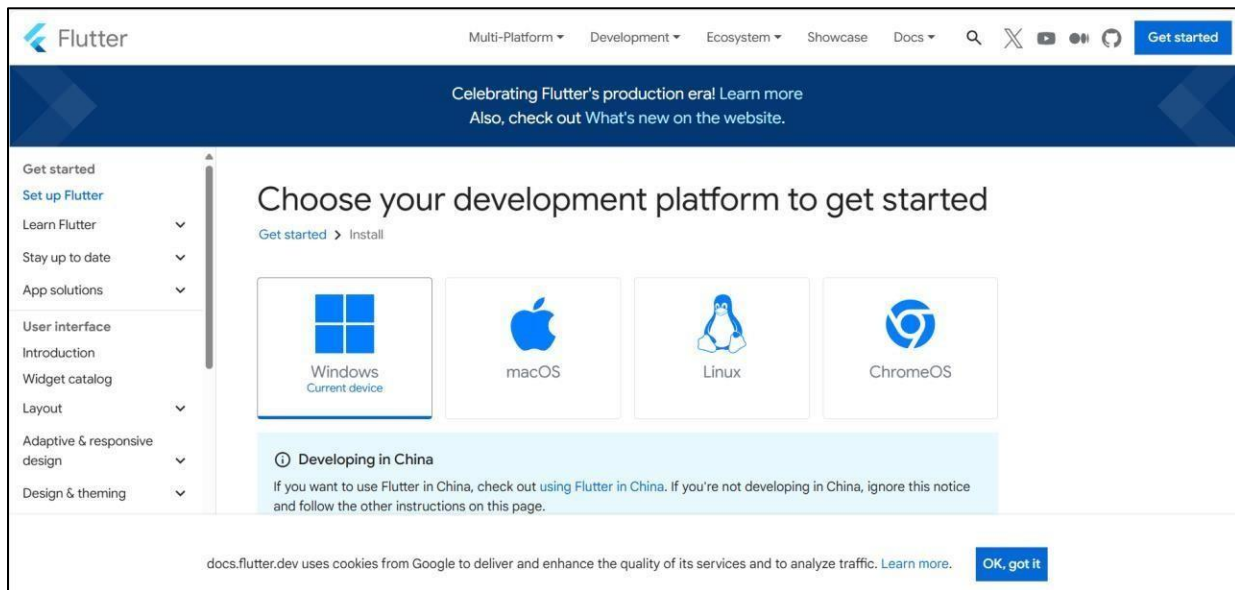 Flutter
Multi-Platform
Development
Ecosystem
Showcase
Docs
Get started
Celebrating Flutter's production era! Learn more
Also, check out What's new on the website.
Get started
Set up Flutter
Learn Flutter
Stay up to date
App solutions
User interface
Introduction
Widget catalog
Layout
Adaptive & responsive
design
Design & theming
Choose your development platform to get started
Get started > Install
Windows
Current device
macOS
Linux
ChromeOS
Developing in China
If you want to use Flutter in China, check out using Flutter in China. If you're not developing in China, ignore this notice
and follow the other instructions on this page.
docs.flutter.dev uses cookies from Google to deliver and enhance the quality of its services and to analyze traffic. Learn more.
OK, got it